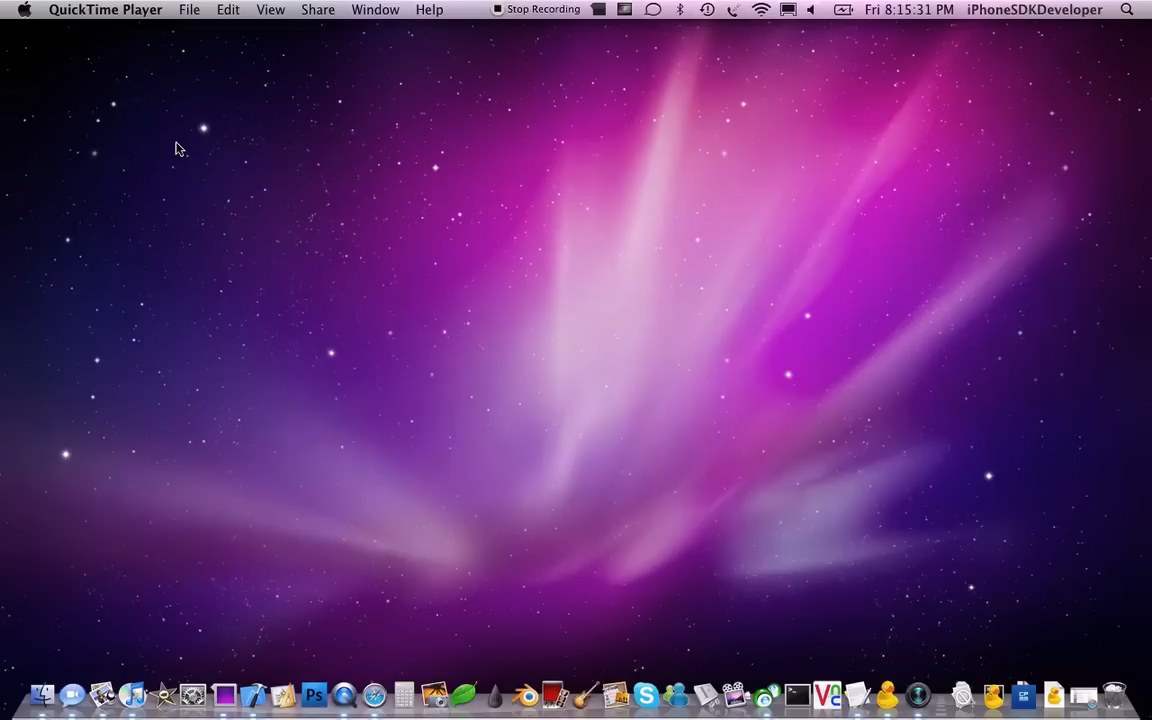 QuickTime Player File Edit View Share Window Help Stop Recording Fri 8:15:31 PM iPhoneSDKDeveloper
Ps